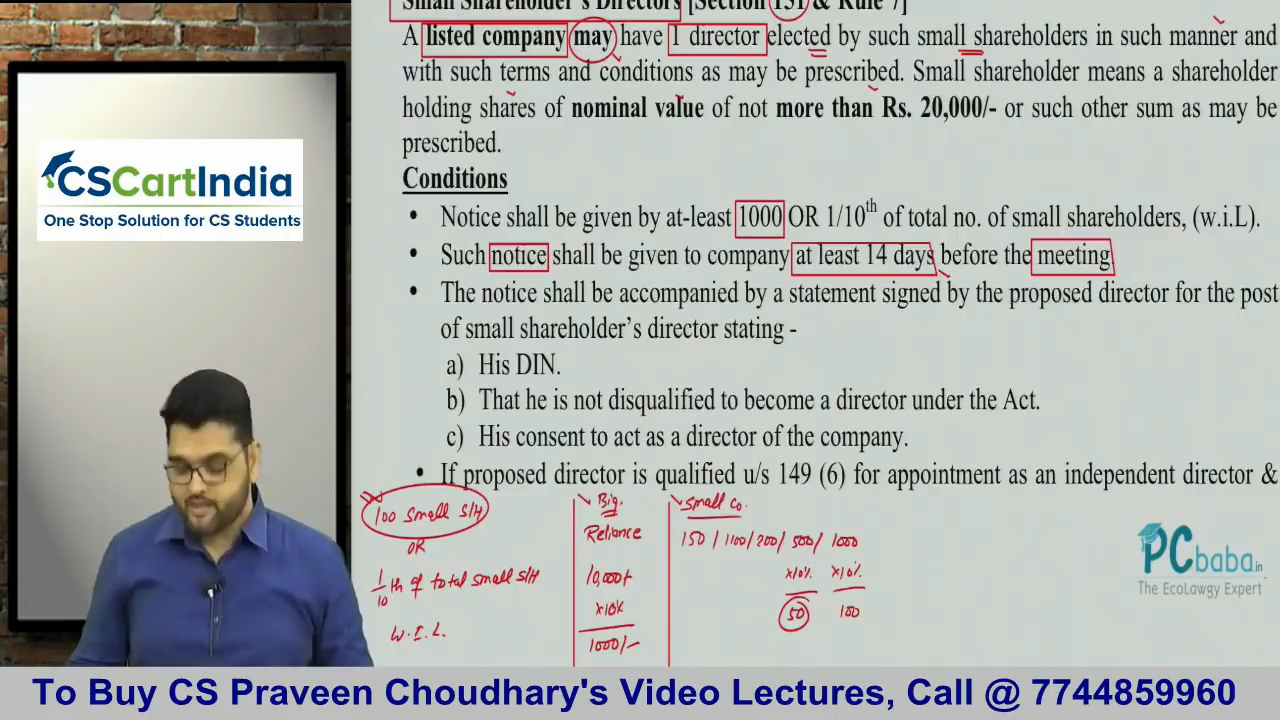 Small Shareholder's Directors [Section 151 & Rule 7]
A listed company may have 1 director elected by such small shareholders in such manner and
with such terms and conditions as may be prescribed. Small shareholder means a shareholder
holding shares of nominal value of not more than Rs. 20,000/- or such other sum as may be
prescribed.
Conditions
• Notice shall be given by at-least 1000 OR 1/10th of total no. of small shareholders, (w.i.L).
• Such notice shall be given to company at least 14 days before the meeting
• The notice shall be accompanied by a statement signed by the proposed director for the post
of small shareholder's director stating -
a) His DIN.
b) That he is not disqualified to become a director under the Act.
c) His consent to act as a director of the company.
• If proposed director is qualified u/s 149 (6) for appointment as an independent director &
100 Small S/H
OR
1/10 th of total small S/H
W.I.L.
Big.
Reliance
10,000/-
x10%
1000/-
Small Co.
150 / 1100 / 200 / 500 / 1000
x10% x10%
50 100
CSCartIndia
One Stop Solution for CS Students
PCbaba.in
The EcoLawgy Expert
To Buy CS Praveen Choudhary's Video Lectures, Call @ 7744859960